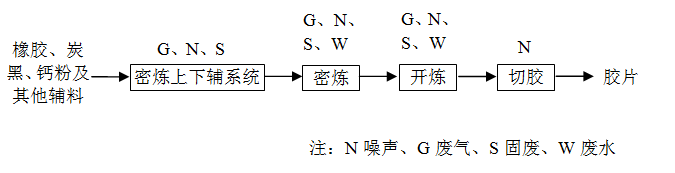 橡胶、炭
黑、钙粉及
其他辅料
G、N、S
密炼上下辅系统
G、N、
S、W
密炼
G、N、
S、W
开炼
N
切胶
胶片
注：N 噪声、G 废气、S 固废、W 废水